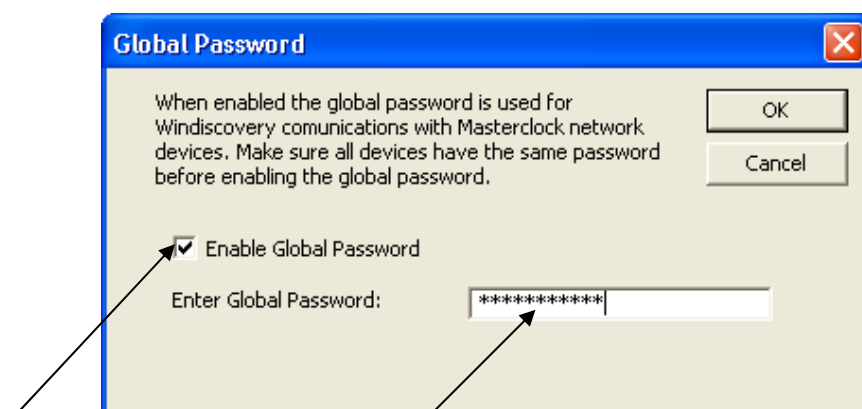 Global Password
When enabled the global password is used for
Windiscovery comunications with Masterclock network
devices. Make sure all devices have the same password
before enabling the global password.
OK
Cancel
Enable Global Password
Enter Global Password: ***********